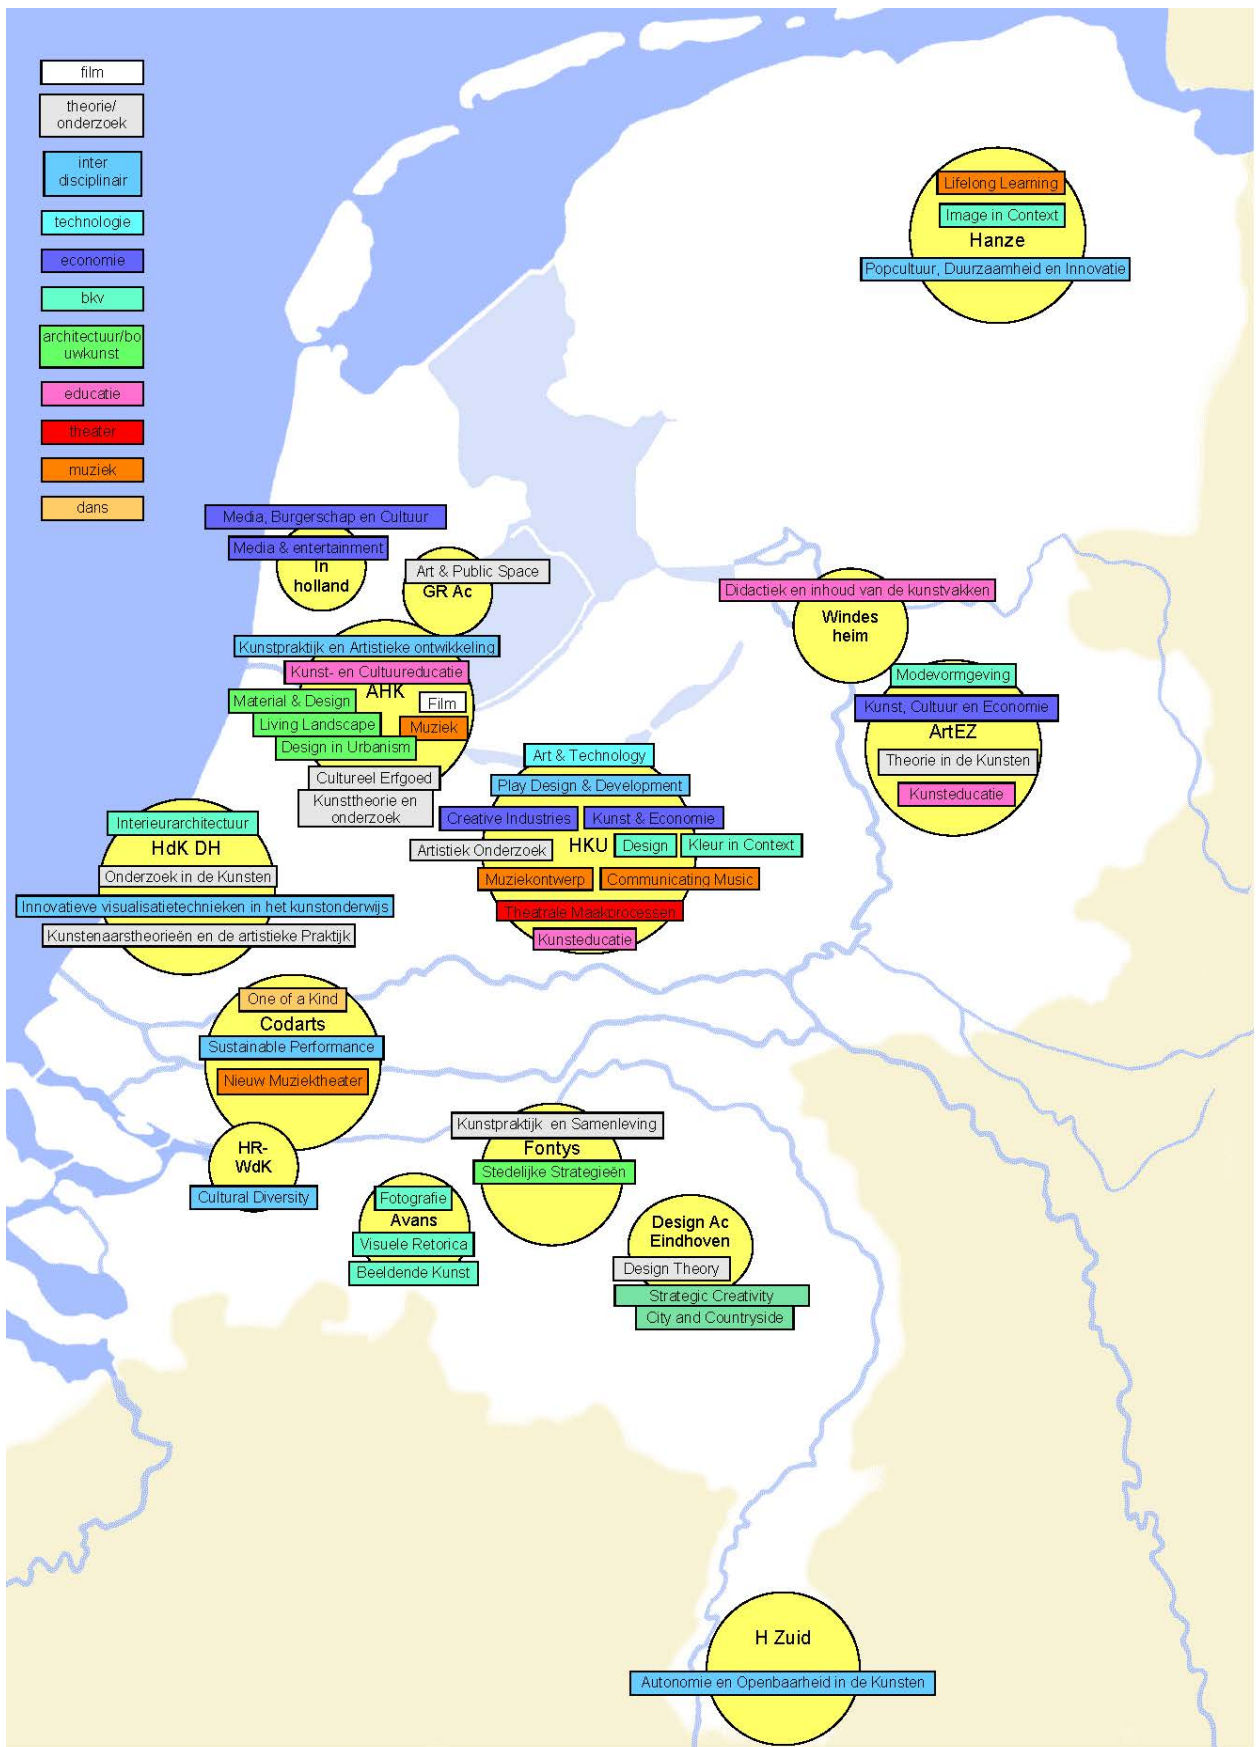 film
theorie/
onderzoek
inter
disciplinair
technologie
economie
bkv
architectuur/bo
uwkunst
educatie
theater
muziek
dans
Lifelong Learning
Image in Context
Hanze
Popcultuur, Duurzaamheid en Innovatie
Media, Burgerschap en Cultuur
Media & entertainment
In
holland
Art & Public Space
GR Ac
Didactiek en inhoud van de kunstvakken
Windes
heim
Kunstpraktijk en Artistieke ontwikkeling
Kunst- en Cultuureducatie
AHK
Material & Design
Film
Living Landscape
Muziek
Design in Urbanism
Cultureel Erfgoed
Kunsttheorie en
onderzoek
Modevormgeving
Kunst, Cultuur en Economie
ArtEZ
Theorie in de Kunsten
Kunsteducatie
Art & Technology
Play Design & Development
Creative Industries
Kunst & Economie
Artistiek Onderzoek
HKU
Design
Kleur in Context
Muziekontwerp
Communicating Music
Theatrale Maakprocessen
Kunsteducatie
Interieurarchitectuur
HdK DH
Onderzoek in de Kunsten
Innovatieve visualisatietechnieken in het kunstonderwijs
Kunstenaarstheorieën en de artistieke Praktijk
One of a Kind
Codarts
Sustainable Performance
Nieuw Muziektheater
HR-
WdK
Cultural Diversity
Kunstpraktijk en Samenleving
Fontys
Stedelijke Strategieën
Fotografie
Avans
Visuele Retorica
Beeldende Kunst
Design Ac
Eindhoven
Design Theory
Strategic Creativity
City and Countryside
H Zuid
Autonomie en Openbaarheid in de Kunsten